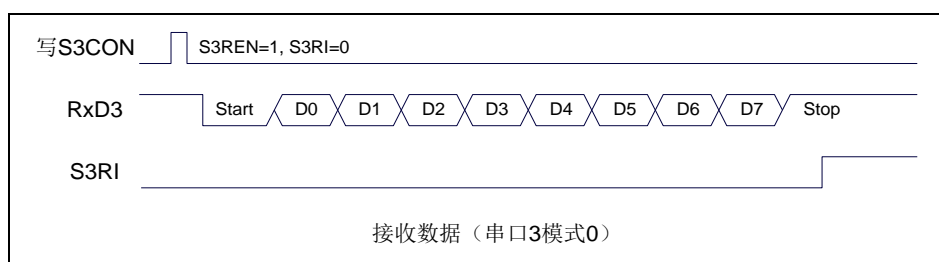 写S3CON S3REN=1, S3RI=0
RxD3 Start D0 D1 D2 D3 D4 D5 D6 D7 Stop
S3RI
接收数据（串口3模式0）